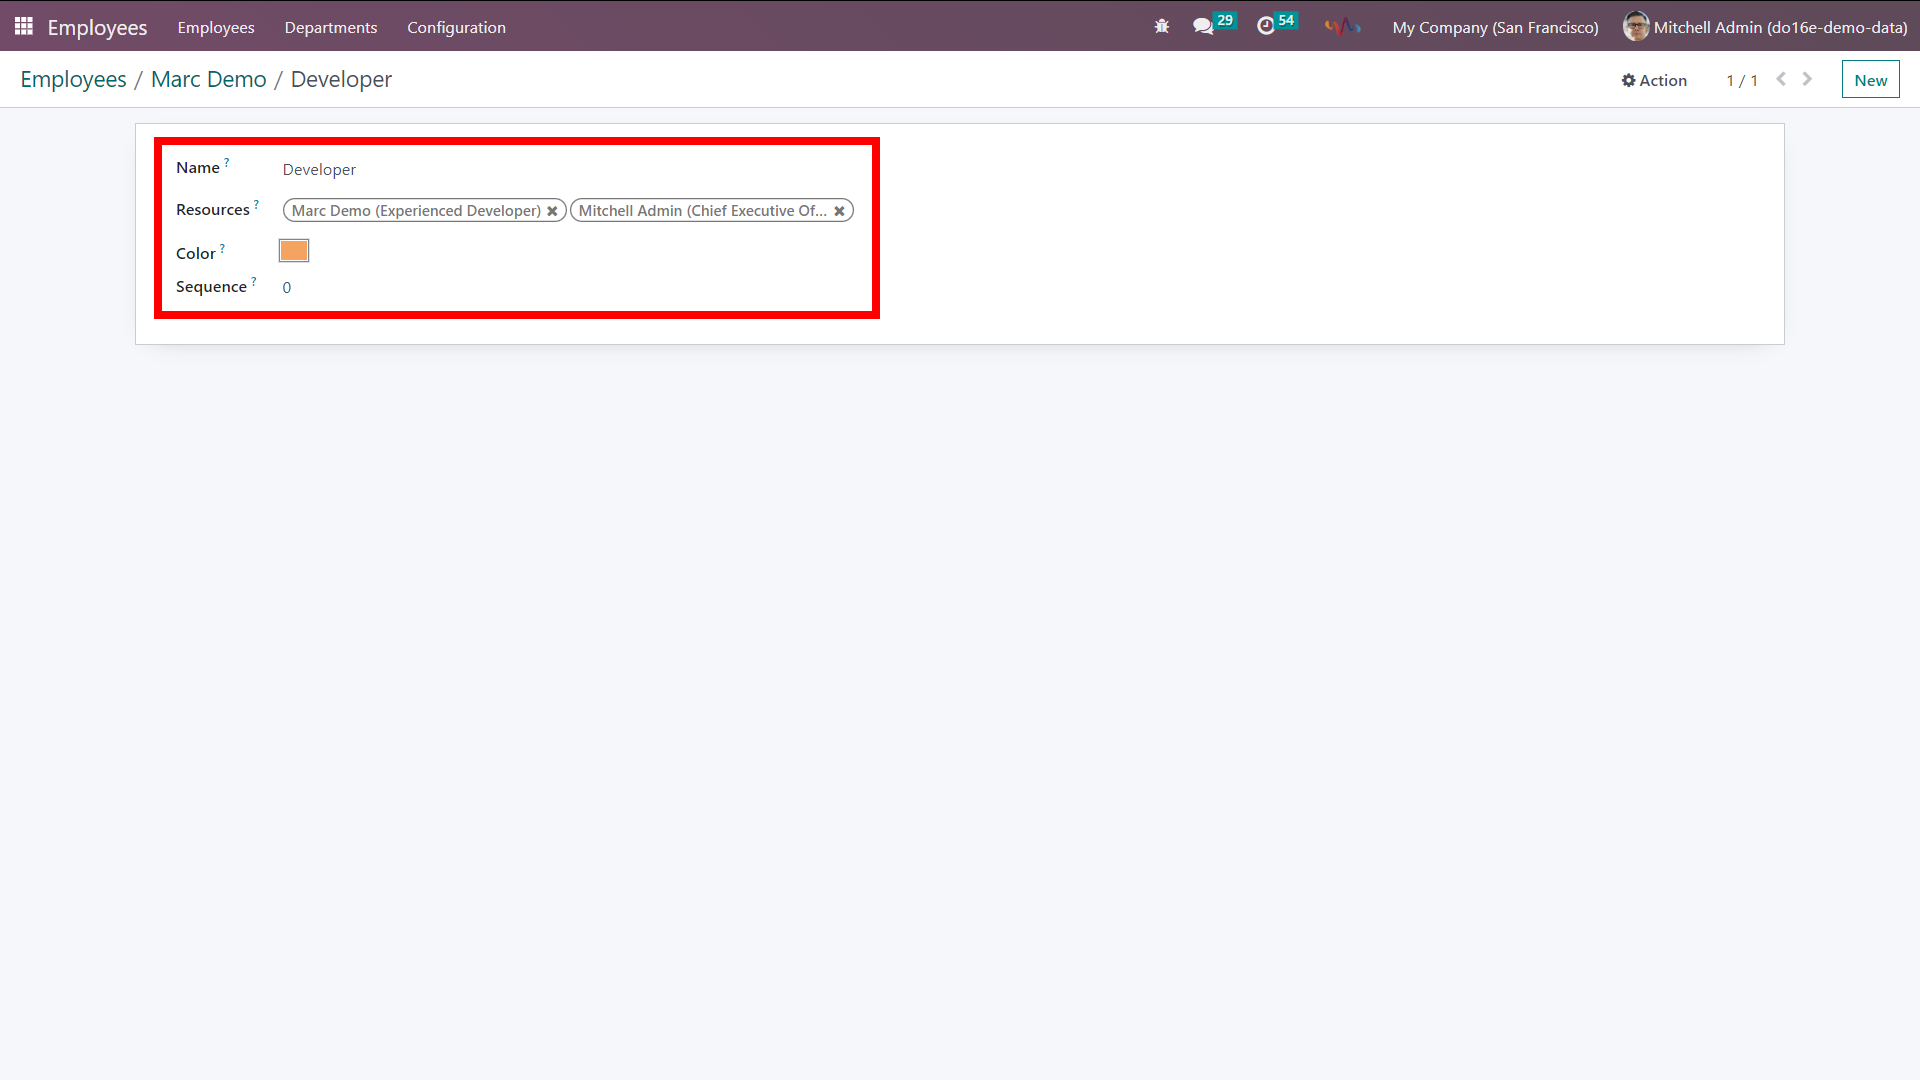 Employees Employees Departments Configuration 29 54 My Company (San Francisco) Mitchell Admin (do16e-demo-data)
Employees / Marc Demo / Developer Action 1 / 1 New
Name ? Developer
Resources ? Marc Demo (Experienced Developer) Mitchell Admin (Chief Executive Of...
Color ?
Sequence ? 0